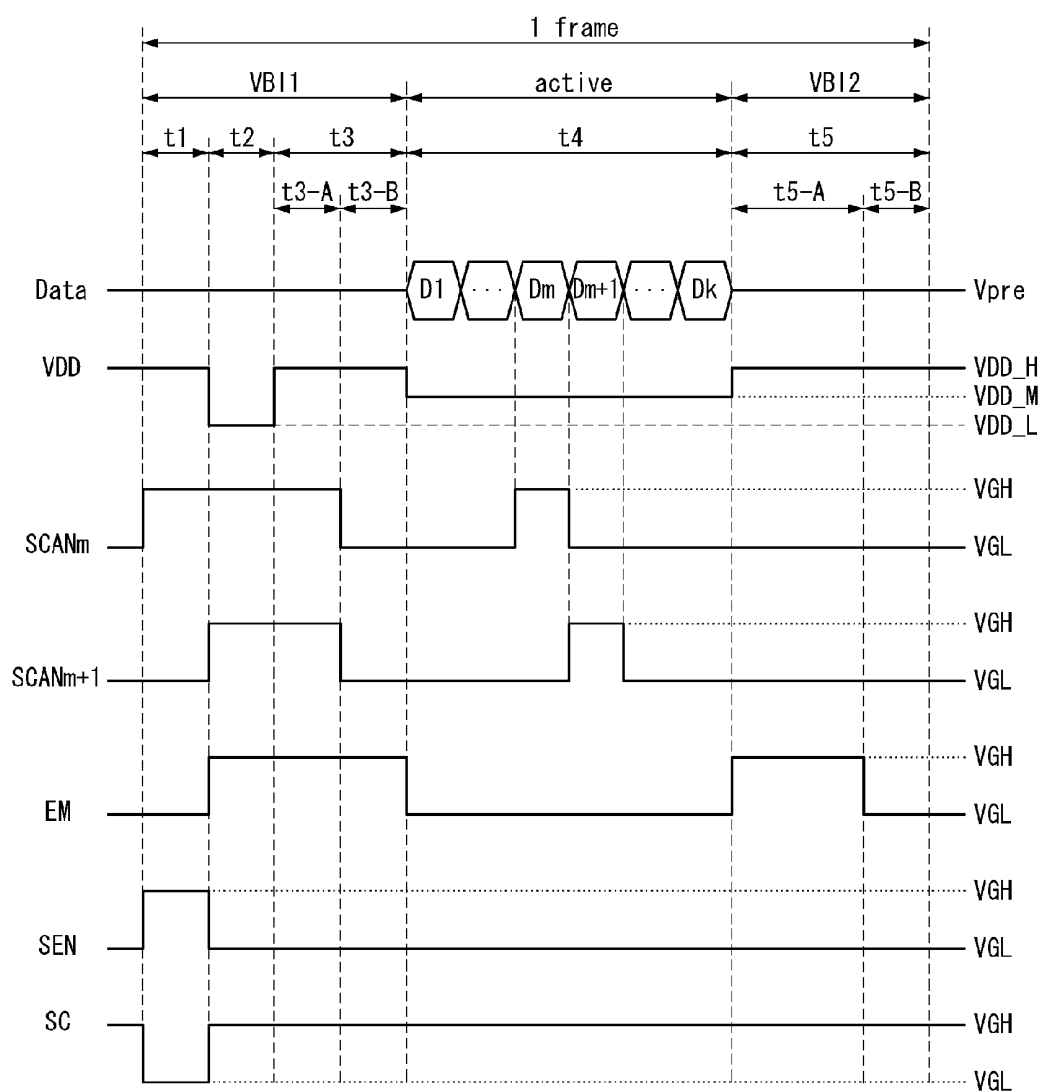 1 frame
VBI1 active VBI2
t1 t2 t3 t4 t5
t3-A t3-B t5-A t5-B
Data D1 ··· Dm Dm+1 ··· Dk Vpre
VDD VDD_H
VDD_M
VDD_L
VGH
SCANm VGL
VGH
SCANm+1 VGL
VGH
EM VGL
VGH
SEN VGL
SC VGH
VGL